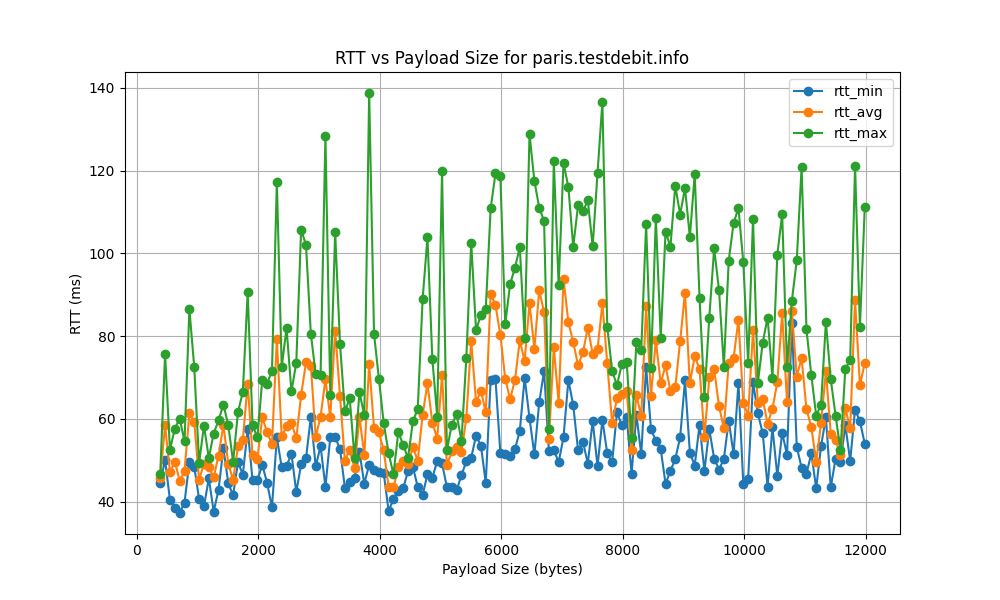 RTT vs Payload Size for paris.testdebit.info
rtt_min
rtt_avg
rtt_max
RTT (ms)
140
120
100
80
60
40
0
2000
4000
6000
8000
10000
12000
Payload Size (bytes)